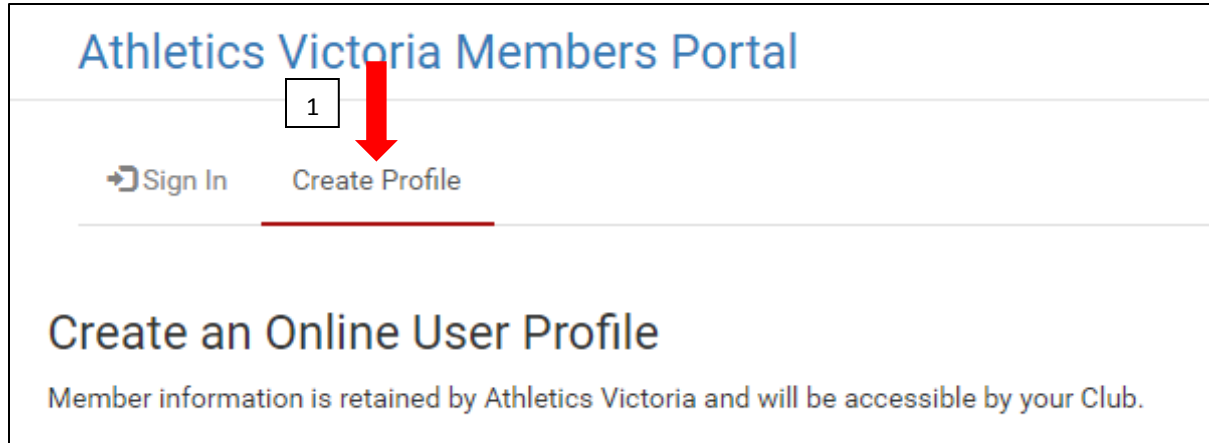 Athletics Victoria Members Portal
1
Sign In Create Profile
Create an Online User Profile
Member information is retained by Athletics Victoria and will be accessible by your Club.